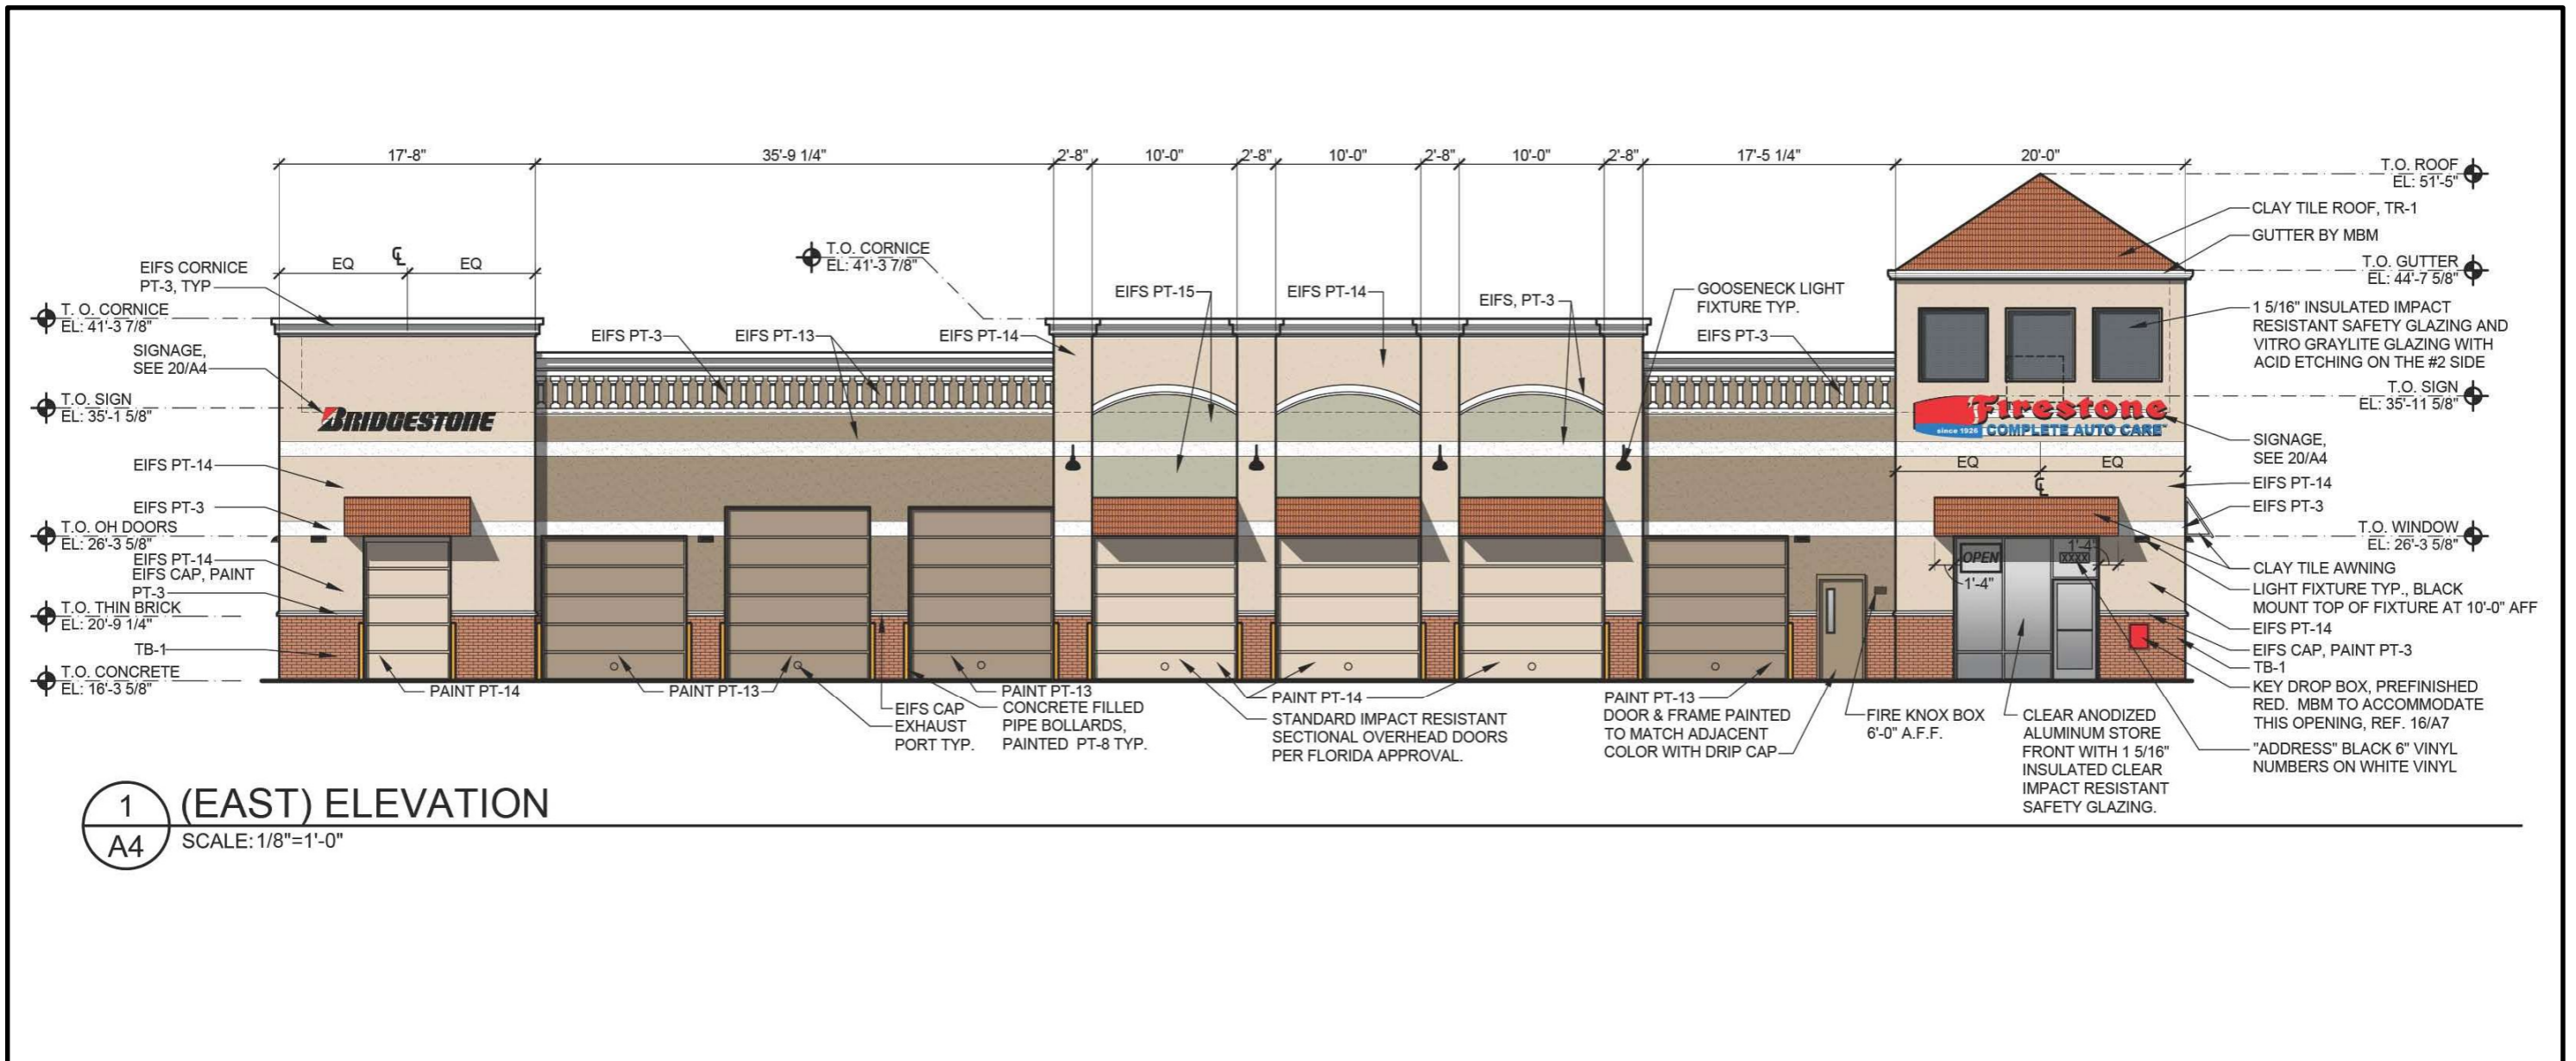 17'-8"
35'-9 1/4"
2'-8"
10'-0"
2'-8"
10'-0"
2'-8"
10'-0"
2'-8"
17'-5 1/4"
20'-0"
T.O. ROOF
EL: 51'-5"
CLAY TILE ROOF, TR-1
GUTTER BY MBM
T.O. GUTTER
EL: 44'-7 5/8"
1 5/16" INSULATED IMPACT
RESISTANT SAFETY GLAZING AND
VITRO GRAYLITE GLAZING WITH
ACID ETCHING ON THE #2 SIDE
T.O. SIGN
EL: 35'-11 5/8"
SIGNAGE,
SEE 20/A4
EIFS PT-14
EIFS PT-3
T.O. WINDOW
EL: 26'-3 5/8"
CLAY TILE AWNING
LIGHT FIXTURE TYP., BLACK
MOUNT TOP OF FIXTURE AT 10'-0" AFF
EIFS PT-14
EIFS CAP, PAINT PT-3
TB-1
KEY DROP BOX, PREFINISHED
RED. MBM TO ACCOMMODATE
THIS OPENING, REF. 16/A7
"ADDRESS" BLACK 6" VINYL
NUMBERS ON WHITE VINYL
EQ
CL
EQ
EIFS CORNICE
PT-3, TYP
T. O. CORNICE
EL: 41'-3 7/8"
SIGNAGE,
SEE 20/A4
T.O. SIGN
EL: 35'-1 5/8"
EIFS PT-14
EIFS PT-3
T.O. OH DOORS
EL: 26'-3 5/8"
EIFS PT-14
EIFS CAP, PAINT
PT-3
T.O. THIN BRICK
EL: 20'-9 1/4"
TB-1
T.O. CONCRETE
EL: 16'-3 5/8"
BRIDGESTONE
T.O. CORNICE
EL: 41'-3 7/8"
EIFS PT-3
EIFS PT-13
EIFS PT-14
EIFS PT-15
EIFS PT-14
EIFS, PT-3
GOOSENECK LIGHT
FIXTURE TYP.
EIFS PT-3
Firestone
since 1926 COMPLETE AUTO CARE
EQ
EQ
CL
OPEN
XXXX
1'-4"
1'-4"
PAINT PT-14
PAINT PT-13
EIFS CAP
EXHAUST
PORT TYP.
PAINT PT-13
CONCRETE FILLED
PIPE BOLLARDS,
PAINTED PT-8 TYP.
PAINT PT-14
STANDARD IMPACT RESISTANT
SECTIONAL OVERHEAD DOORS
PER FLORIDA APPROVAL.
PAINT PT-13
DOOR & FRAME PAINTED
TO MATCH ADJACENT
COLOR WITH DRIP CAP
FIRE KNOX BOX
6'-0" A.F.F.
CLEAR ANODIZED
ALUMINUM STORE
FRONT WITH 1 5/16"
INSULATED CLEAR
IMPACT RESISTANT
SAFETY GLAZING.
1
A4
(EAST) ELEVATION
SCALE: 1/8"=1'-0"